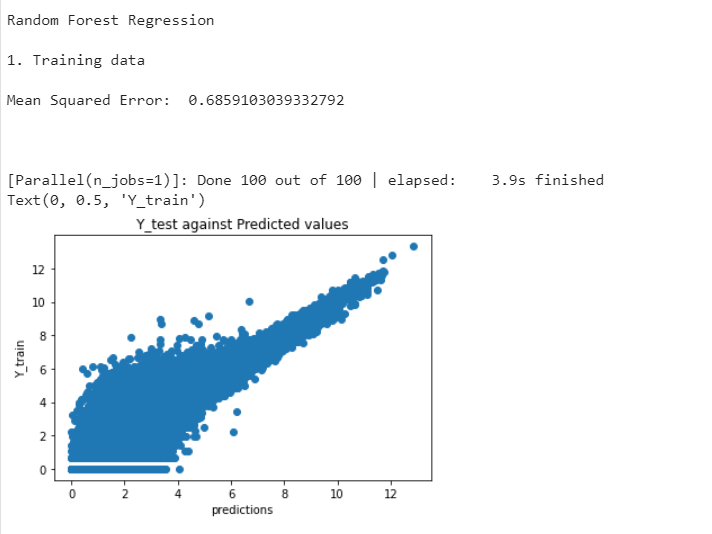 Random Forest Regression
1. Training data
Mean Squared Error:  0.6859103039332792
[Parallel(n_jobs=1)]: Done 100 out of 100 | elapsed:    3.9s finished
Text(0, 0.5, 'Y_train')
Y_test against Predicted values
12
10
8
6
4
2
0
Y_train
0 2 4 6 8 10 12
predictions